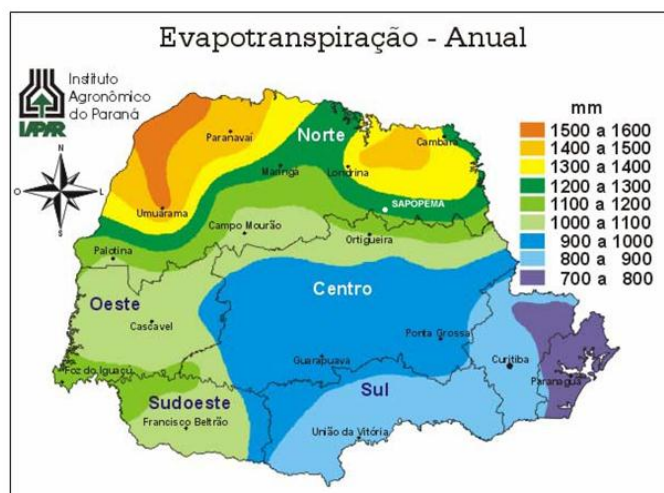 Evapotranspiração - Anual
Instituto
Agronômico
do Paraná
IAPAR
N
O
L
S
mm
1500 a 1600
1400 a 1500
1300 a 1400
1200 a 1300
1100 a 1200
1000 a 1100
900 a 1000
800 a 900
700 a 800
Paranavaí
Norte
Cambará
Maringá
Londrina
Umuarama
SAPOPEMA
Campo Mourão
Ortigueira
Palotina
Oeste
Centro
Cascavel
Ponta Grossa
Guarapuava
Curitiba
Foz do Iguaçú
Paranaguá
Sudoeste
Sul
Francisco Beltrão
União da Vitória